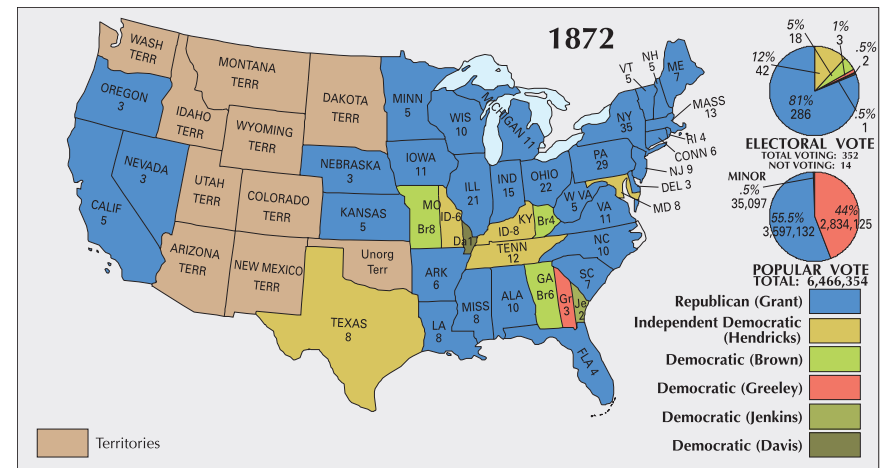 1872
WASH
TERR
MONTANA
TERR
DAKOTA
TERR
MINN
5
OREGON
3
IDAHO
TERR
WYOMING
TERR
WIS
10
MICHIGAN 11
VT
5
NH
5
ME
7
MASS
13
NY
35
RI 4
CONN 6
NJ 9
DEL 3
MD 8
PA
29
NEVADA
3
CALIF
5
UTAH
TERR
COLORADO
TERR
NEBRASKA
3
KANSAS
5
IOWA
11
ILL
21
IND
15
OHIO
22
W VA
5
VA
11
MO
Br8
ID-6
Da1
KY
ID-8
Br4
TENN
12
NC
10
ARIZONA
TERR
NEW MEXICO
TERR
Unorg
Terr
TEXAS
8
ARK
6
LA
8
MISS
8
ALA
10
GA
Br6
Gr
3
Je
2
SC
7
FLA 4
5%
18
1%
3
.5%
2
12%
42
81%
286
.5%
1
ELECTORAL VOTE
TOTAL VOTING: 352
NOT VOTING: 14
MINOR
.5%
35,097
55.5%
3,597,132
44%
2,834,125
POPULAR VOTE
TOTAL: 6,466,354
Republican (Grant)
Independent Democratic
(Hendricks)
Democratic (Brown)
Democratic (Greeley)
Democratic (Jenkins)
Democratic (Davis)
Territories